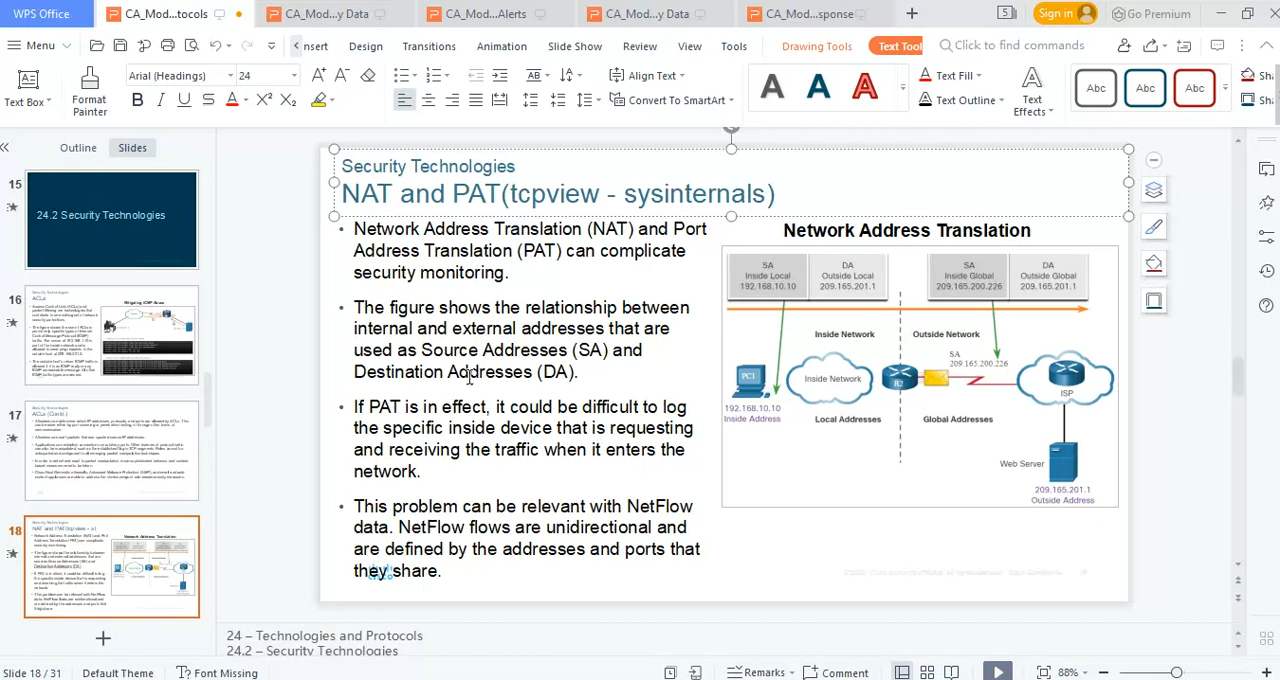 WPS Office
CA_Mod...tocols
CA_Mod...y Data
CA_Mod...Alerts
CA_Mod...y Data
CA_Mod...sponse
5
Sign in
Go Premium
Menu
nsert
Design
Transitions
Animation
Slide Show
Review
View
Tools
Drawing Tools
Text Tool
Click to find commands
Text Box
Format
Painter
Arial (Headings)
24
B I U S A X² X₂
AB
Align Text
Convert To SmartArt
A A A
Text Fill
Text Outline
Text
Effects
Abc Abc Abc
Sha
Sh
Outline
Slides
15
24.2 Security Technologies
16
ACLs
17
ACLs (Cont.)
18
Security Technologies
NAT and PAT(tcpview - sysinternals)
• Network Address Translation (NAT) and Port
Address Translation (PAT) can complicate
security monitoring.
• The figure shows the relationship between
internal and external addresses that are
used as Source Addresses (SA) and
Destination Addresses (DA).
• If PAT is in effect, it could be difficult to log
the specific inside device that is requesting
and receiving the traffic when it enters the
network.
• This problem can be relevant with NetFlow
data. NetFlow flows are unidirectional and
are defined by the addresses and ports that
they share.
Network Address Translation
SA
Inside Local
192.168.10.10
DA
Outside Local
209.165.201.1
SA
Inside Global
209.165.200.226
DA
Outside Global
209.165.201.1
Inside Network
Outside Network
SA
209.165.200.226
PC1
Inside Network
R2
ISP
192.168.10.10
Inside Address
Local Addresses
Global Addresses
Web Server
209.165.201.1
Outside Address
24 – Technologies and Protocols
24.2 – Security Technologies
Slide 18 / 31
Default Theme
Font Missing
Remarks
Comment
88%